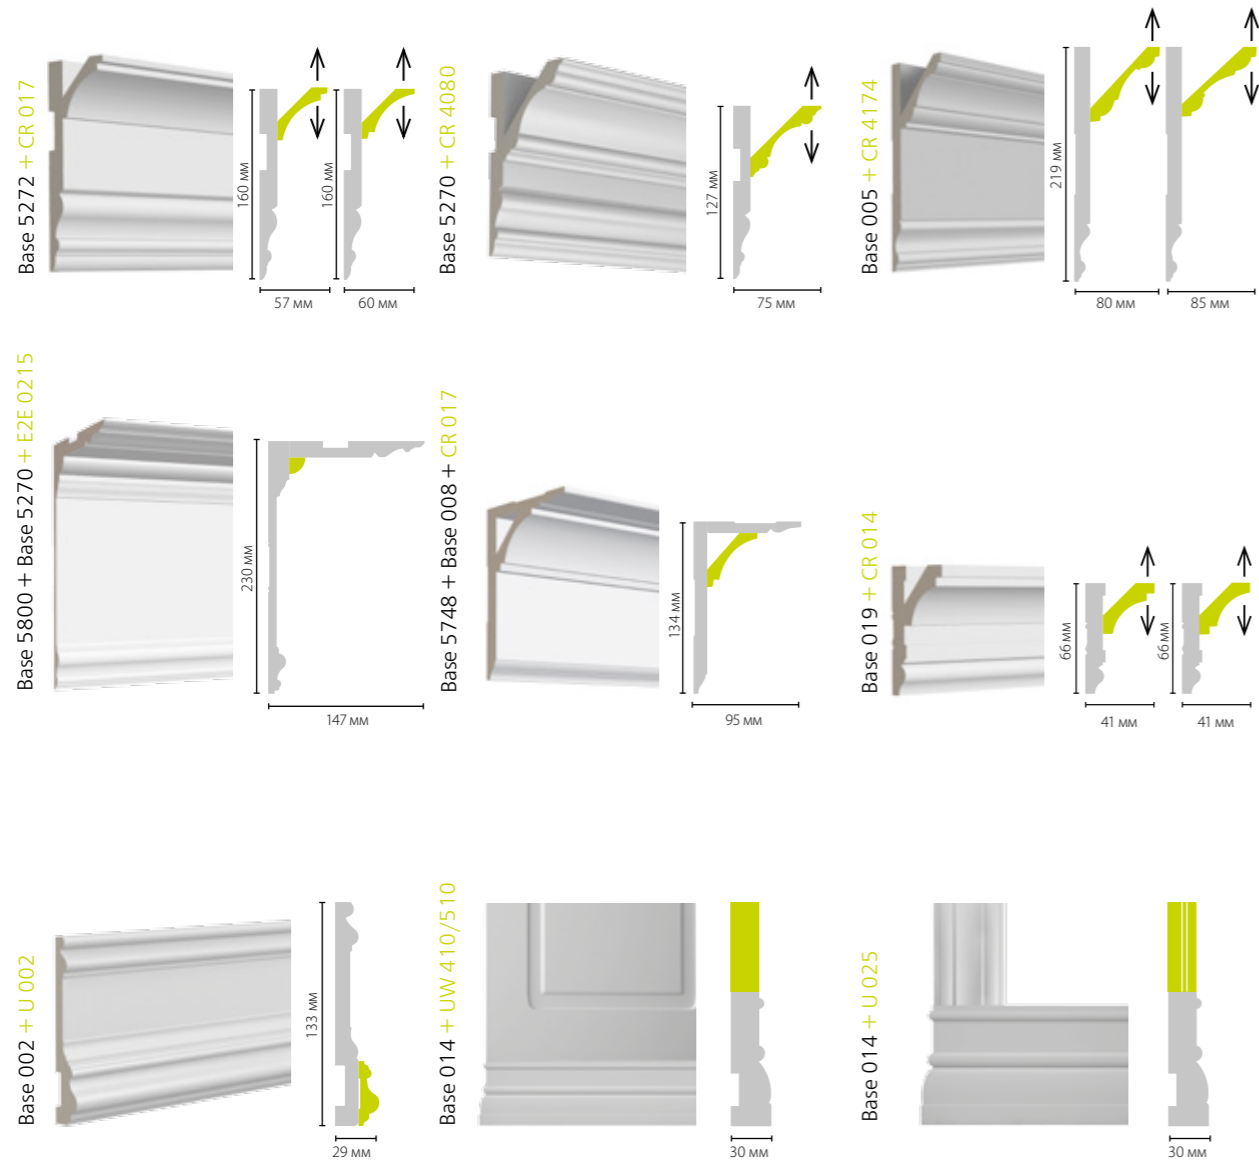 Base 5272 + CR 017
160 мм
160 мм
57 мм
60 мм
Base 5270 + CR 4080
127 мм
75 мм
Base 005 + CR 4174
219 мм
80 мм
85 мм
Base 5800 + Base 5270 + E2E 0215
230 мм
147 мм
Base 5748 + Base 008 + CR 017
134 мм
95 мм
Base 019 + CR 014
66 мм
66 мм
41 мм
41 мм
Base 002 + U 002
133 мм
29 мм
Base 014 + UW 410/510
30 мм
Base 014 + U 025
30 мм